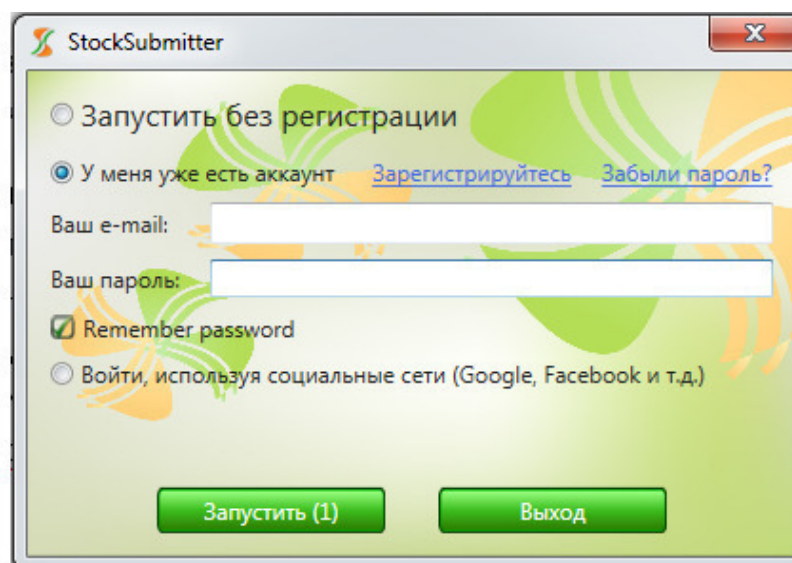 StockSubmitter
Запустить без регистрации
У меня уже есть аккаунт Зарегистрируйтесь Забыли пароль?
Ваш e-mail:
Ваш пароль:
Remember password
Войти, используя социальные сети (Google, Facebook и т.д.)
Запустить (1) Выход